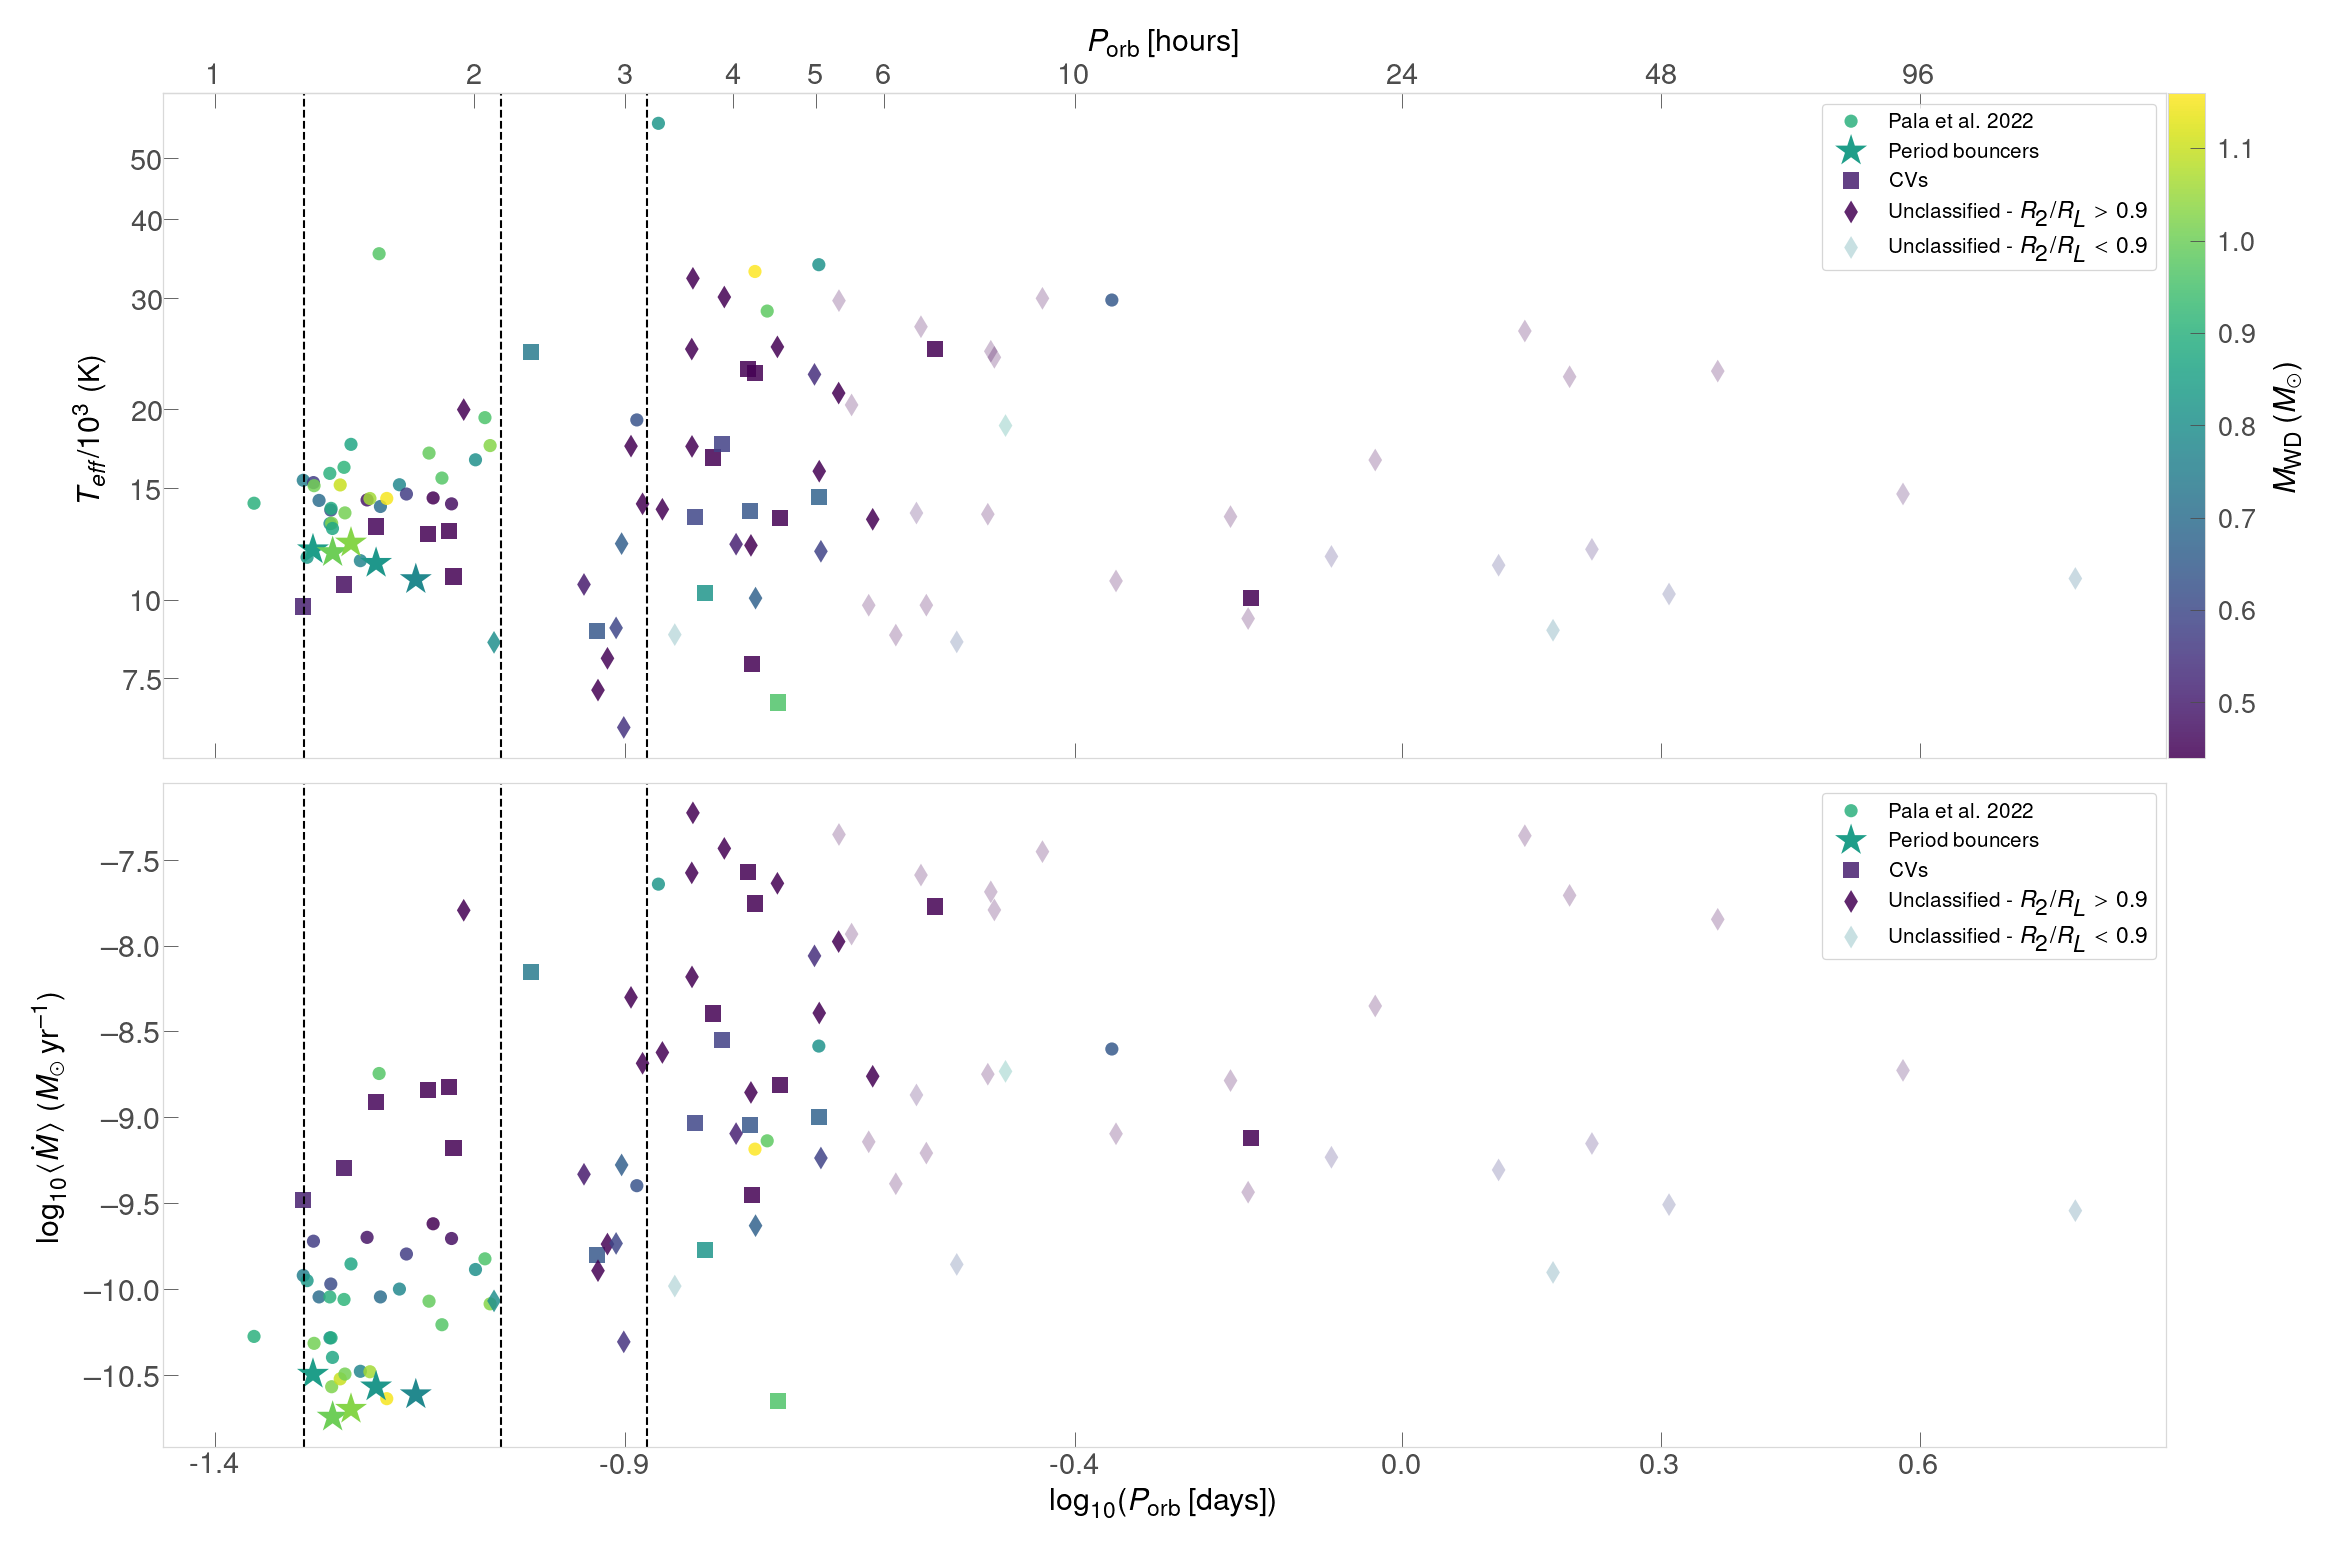 P_orb [hours]
1 2 3 4 5 6 10 24 48 96
T_eff/10^3 (K)
50
40
30
20
15
10
7.5
Pala et al. 2022
Period bouncers
CVs
Unclassified - R_2/R_L > 0.9
Unclassified - R_2/R_L < 0.9
1.1
1.0
0.9
0.8
0.7
0.6
0.5
M_WD (M_⊙)
log_10⟨Ṁ⟩ (M_⊙ yr^−1)
−7.5
−8.0
−8.5
−9.0
−9.5
−10.0
−10.5
Pala et al. 2022
Period bouncers
CVs
Unclassified - R_2/R_L > 0.9
Unclassified - R_2/R_L < 0.9
-1.4 -0.9 -0.4 0.0 0.3 0.6
log_10(P_orb [days])